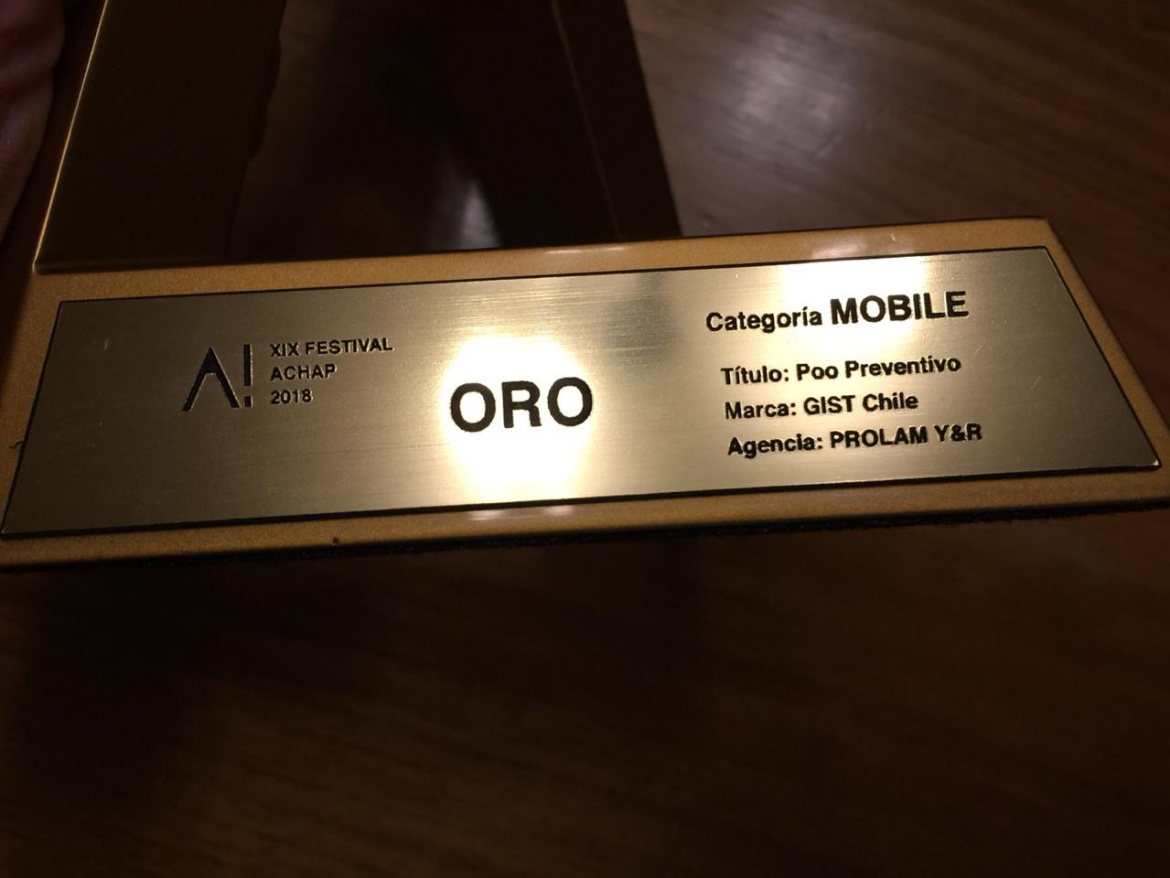 A! XIX FESTIVAL
ACHAP
2018
ORO
Categoría MOBILE
Título: Poo Preventivo
Marca: GIST Chile
Agencia: PROLAM Y&R